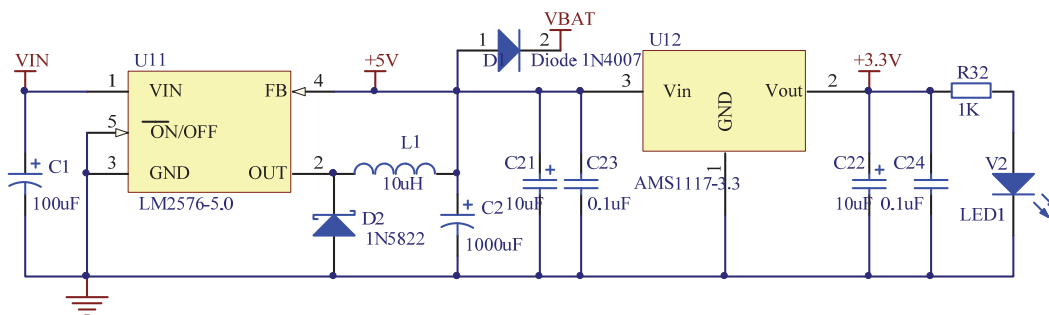 VIN
U11
1
VIN
FB
4
5
ON/OFF
3
GND
OUT
2
LM2576-5.0
C1
+
100uF
+5V
L1
10uH
D2
1N5822
+
C2
1000uF
VBAT
1
2
Diode 1N4007
C21
+
10uF
C23
0.1uF
U12
3
Vin
GND
Vout
2
1
AMS1117-3.3
+3.3V
C22
+
10uF
C24
0.1uF
R32
1K
V2
LED1